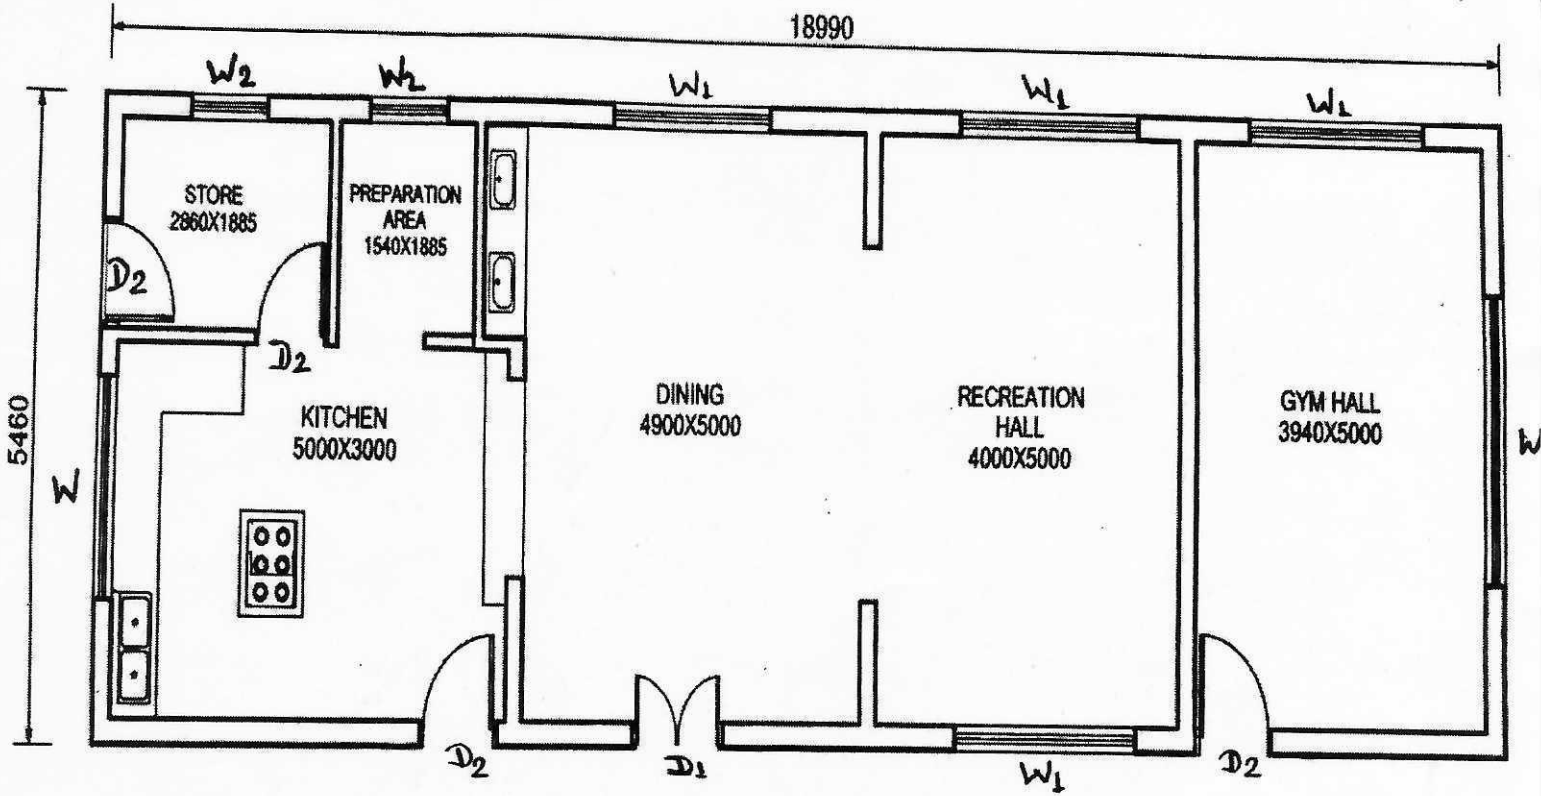 18990
W2
W2
W1
W1
W1
STORE
2860X1885
PREPARATION
AREA
1540X1885
D2
D2
5460
W
KITCHEN
5000X3000
DINING
4900X5000
RECREATION
HALL
4000X5000
GYM HALL
3940X5000
W
D2
D1
W1
D2